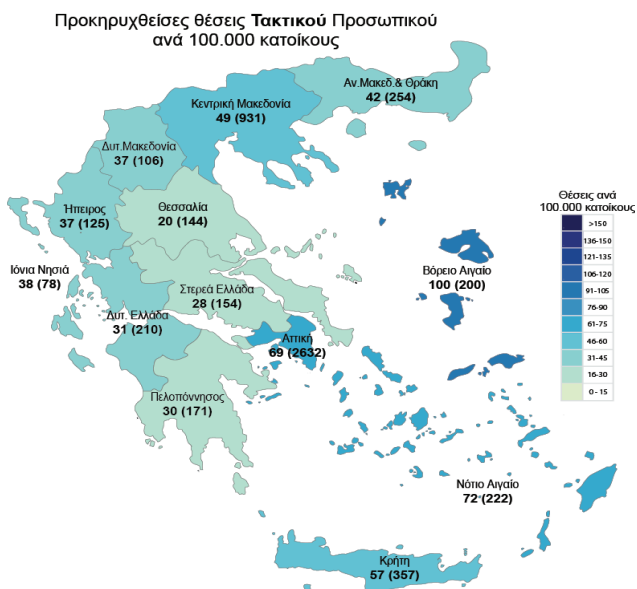 Προκηρυχθείσες θέσεις Τακτικού Προσωπικού
ανά 100.000 κατοίκους
Αν.Μακεδ.& Θράκη
42 (254)
Κεντρική Μακεδονία
49 (931)
Δυτ.Μακεδονία
37 (106)
Ήπειρος
37 (125)
Θεσσαλία
20 (144)
Ιόνια Νησιά
38 (78)
Στερεά Ελλάδα
28 (154)
Δυτ. Ελλάδα
31 (210)
Αττική
69 (2632)
Πελοπόννησος
30 (171)
Βόρειο Αιγαίο
100 (200)
Νότιο Αιγαίο
72 (222)
Κρήτη
57 (357)
Θέσεις ανά
100.000 κατοίκους
>150
136-150
121-135
106-120
91-105
76-90
61-75
46-60
31-45
16-30
0 - 15